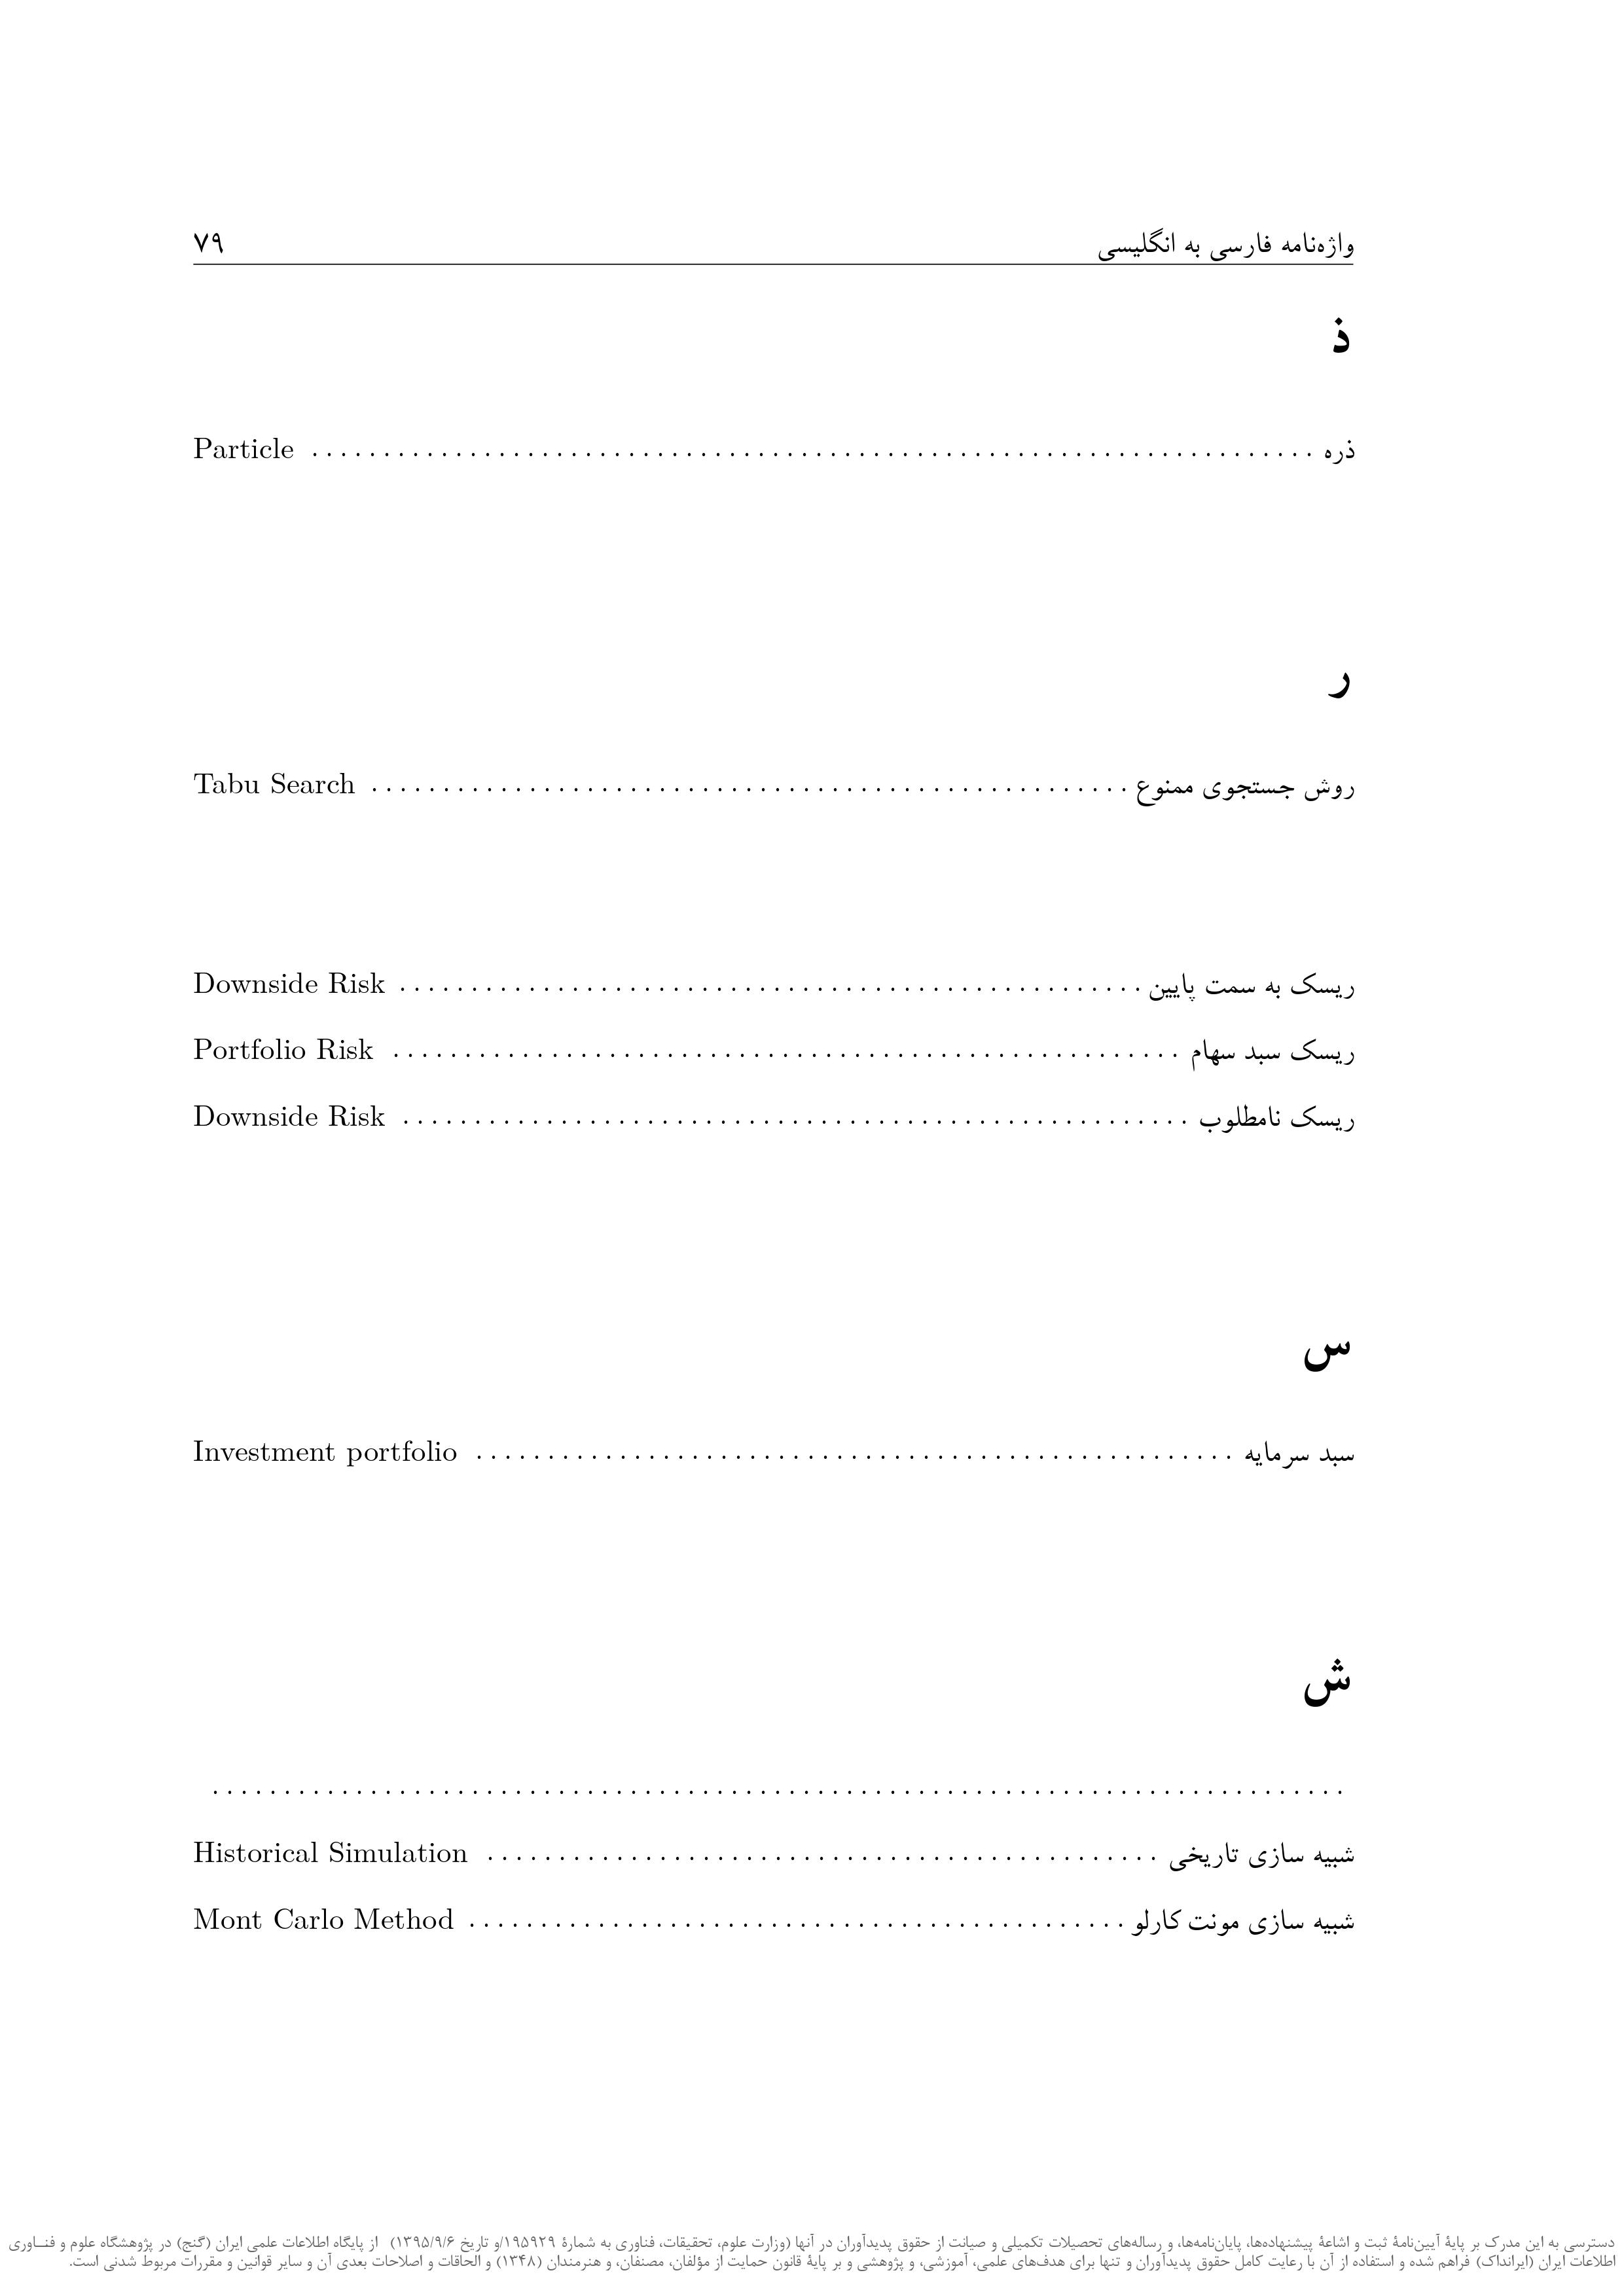 واژه‌نامه فارسی به انگلیسی ۷۹
ذ
ذره . . . . . . . . . . . . . . . . . . . . Particle
ر
روش جستجوی ممنوع . . . . . . . . . . . . . . . . . . . . Tabu Search
ریسک به سمت پایین . . . . . . . . . . . . . . . . . . . . Downside Risk
ریسک سبد سهام . . . . . . . . . . . . . . . . . . . . Portfolio Risk
ریسک نامطلوب . . . . . . . . . . . . . . . . . . . . Downside Risk
س
سبد سرمایه . . . . . . . . . . . . . . . . . . . . Investment portfolio
ش
. . . . . . . . . . . . . . . . . . . .
شبیه سازی تاریخی . . . . . . . . . . . . . . . . . . . . Historical Simulation
شبیه سازی مونت کارلو . . . . . . . . . . . . . . . . . . . . Mont Carlo Method
دسترسی به این مدرک بر پایهٔ آیین‌نامهٔ ثبت و اشاعهٔ پیشنهادها، پایان‌نامه‌ها، و رساله‌های تحصیلات تکمیلی و صیانت از حقوق پدیدآوران در آنها (وزارت علوم، تحقیقات، فناوری به شمارهٔ ۱۹۵۹۲۹/و تاریخ ۱۳۹۵/۹/۶) از پایگاه اطلاعات علمی ایران (گنج) در پژوهشگاه علوم و فنـاوری
اطلاعات ایران (ایرانداک) فراهم شده و استفاده از آن با رعایت کامل حقوق پدیدآوران و تنها برای هدف‌های علمی، آموزشی، و پژوهشی و بر پایهٔ قانون حمایت از مؤلفان، مصنفان، و هنرمندان (۱۳۴۸) و الحاقات و اصلاحات بعدی آن و سایر قوانین و مقررات مربوط شدنی است.